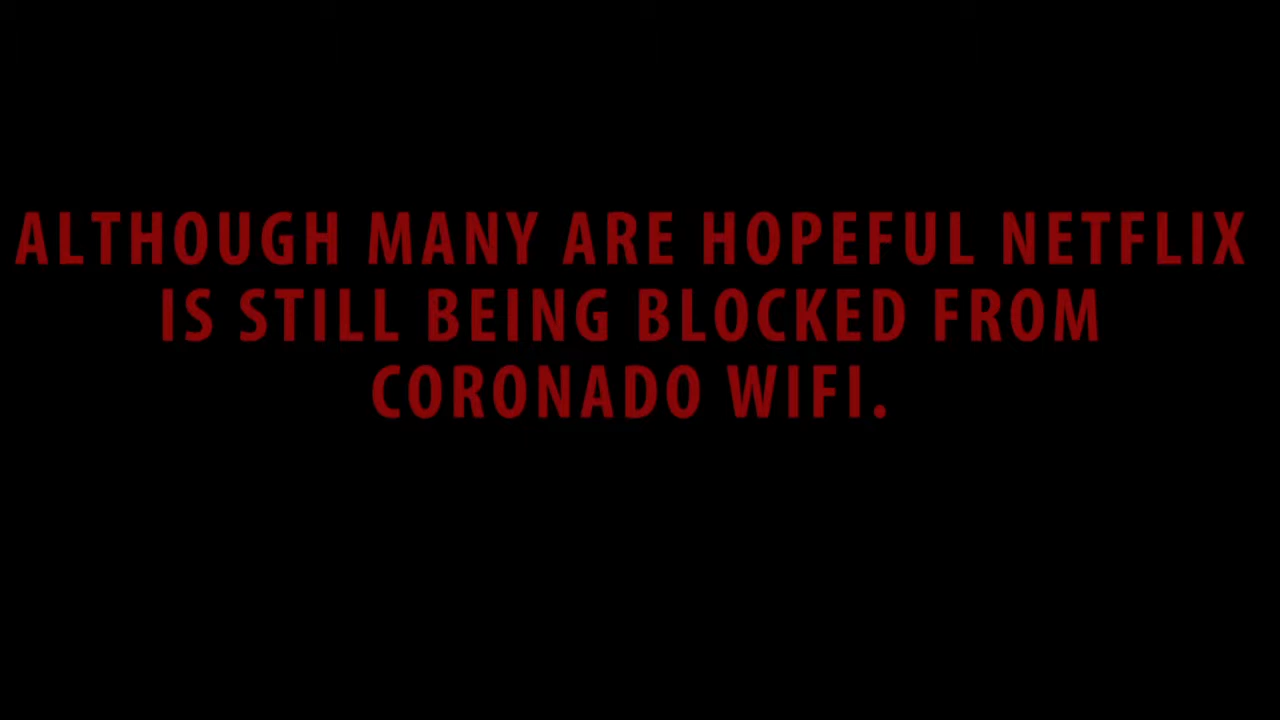 ALTHOUGH MANY ARE HOPEFUL NETFLIX
IS STILL BEING BLOCKED FROM
CORONADO WIFI.